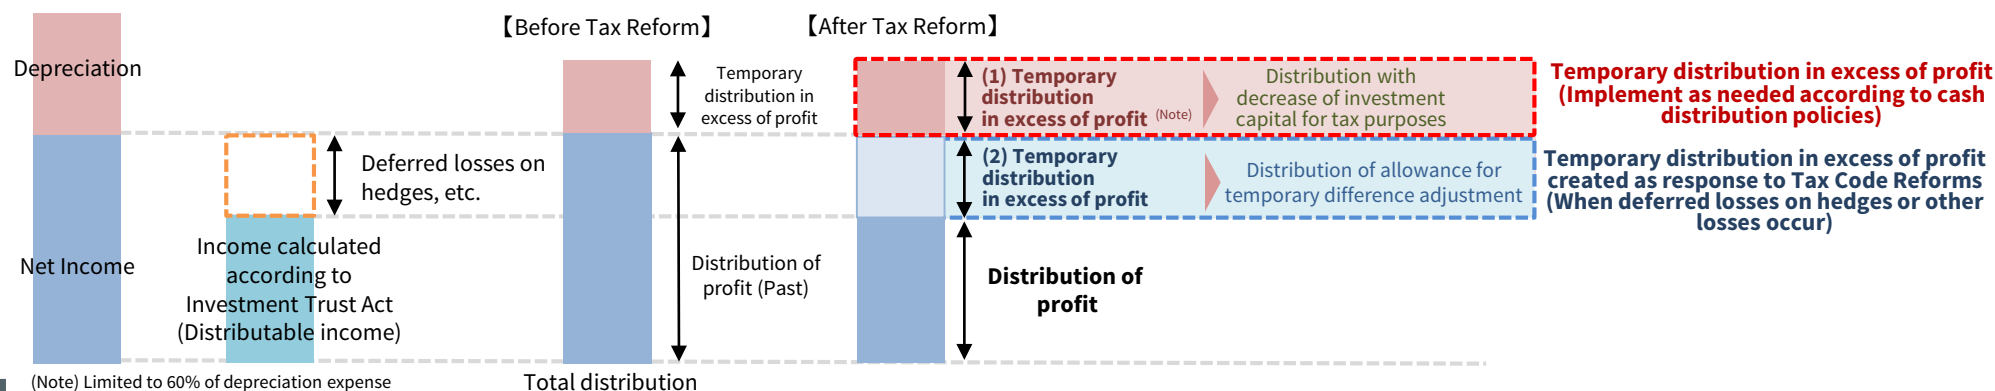 Depreciation
Net Income
Deferred losses on
hedges, etc.
Income calculated
according to
Investment Trust Act
(Distributable income)
【Before Tax Reform】
Temporary
distribution in
excess of profit
Distribution of
profit (Past)
Total distribution
【After Tax Reform】
(1) Temporary
distribution
in excess of profit (Note)
Distribution with
decrease of investment
capital for tax purposes
Temporary distribution in excess of profit
(Implement as needed according to cash
distribution policies)
(2) Temporary
distribution
in excess of profit
Distribution of allowance for
temporary difference adjustment
Temporary distribution in excess of profit
created as response to Tax Code Reforms
(When deferred losses on hedges or other
losses occur)
Distribution of
profit
(Note) Limited to 60% of depreciation expense